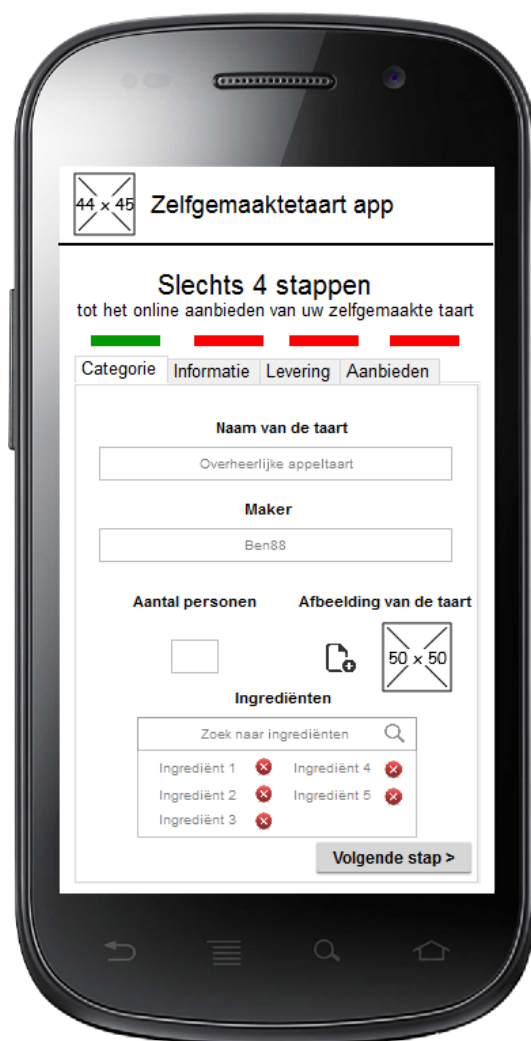 44 x 45
Zelfgemaaktetaart app
Slechts 4 stappen
tot het online aanbieden van uw zelfgemaakte taart
Categorie Informatie Levering Aanbieden
Naam van de taart
Overheerlijke appeltaart
Maker
Ben88
Aantal personen Afbeelding van de taart
50 x 50
Ingrediënten
Zoek naar ingrediënten
Ingrediënt 1 Ingrediënt 4
Ingrediënt 2 Ingrediënt 5
Ingrediënt 3
Volgende stap >